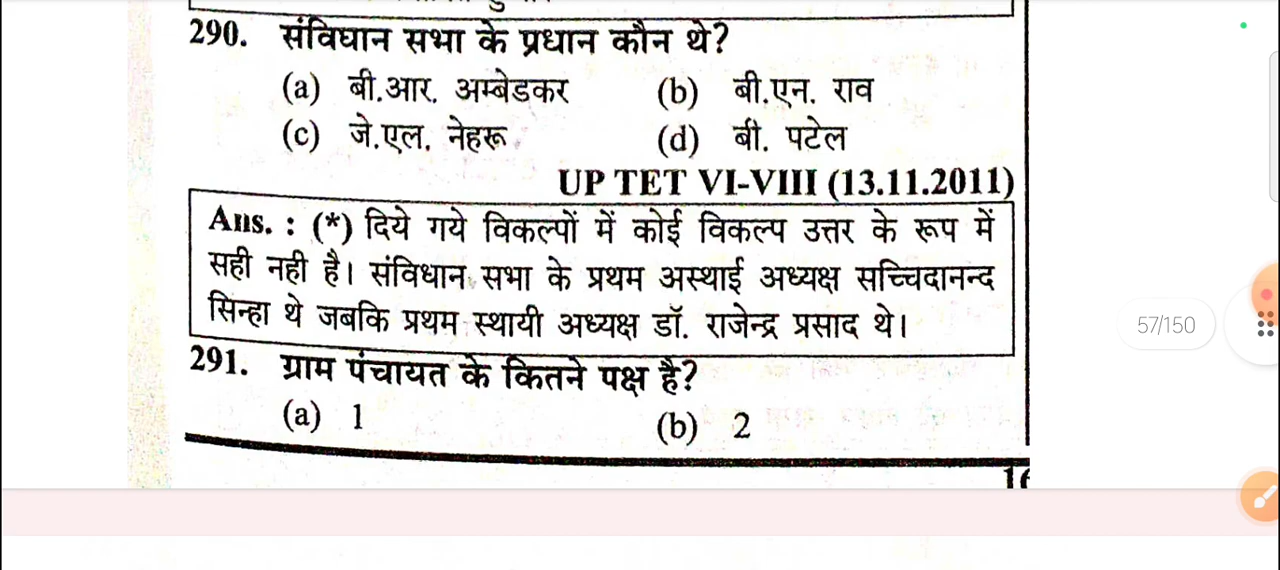 290. संविधान सभा के प्रधान कौन थे?
(a) बी.आर. अम्बेडकर (b) बी.एन. राव
(c) जे.एल. नेहरू (d) बी. पटेल
UP TET VI-VIII (13.11.2011)
Ans. : (*) दिये गये विकल्पों में कोई विकल्प उत्तर के रूप में
सही नही है। संविधान सभा के प्रथम अस्थाई अध्यक्ष सच्चिदानन्द
सिन्हा थे जबकि प्रथम स्थायी अध्यक्ष डॉ. राजेन्द्र प्रसाद थे।
57/150
291. ग्राम पंचायत के कितने पक्ष है?
(a) 1 (b) 2